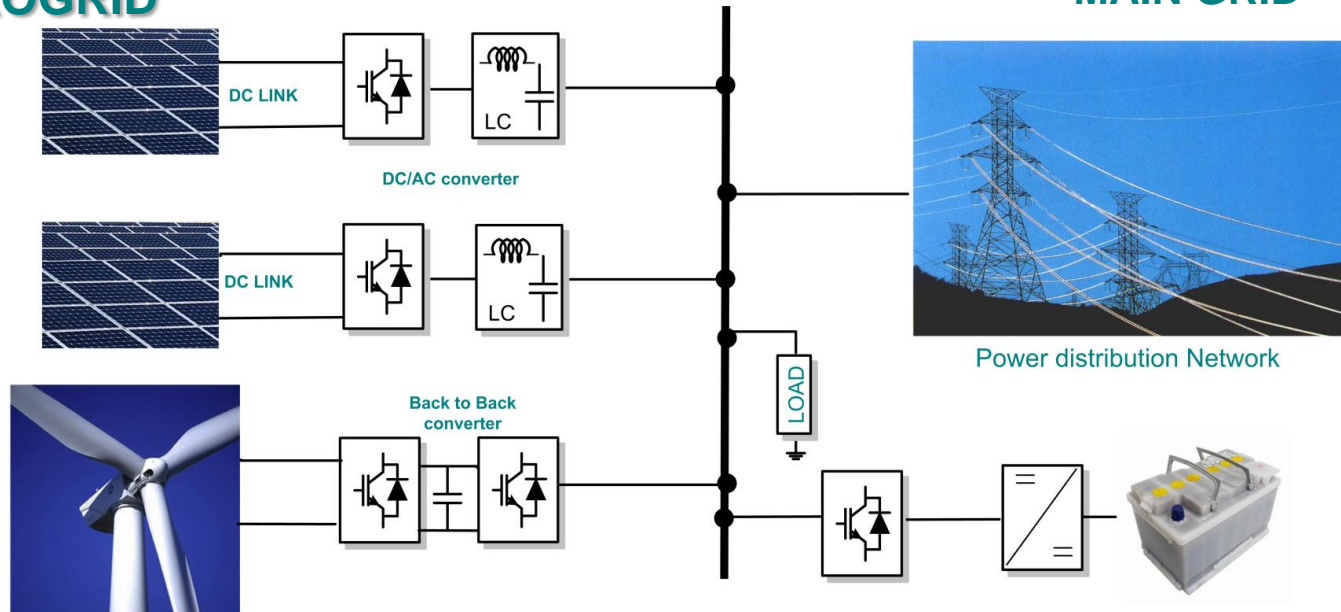 DC LINK
LC
DC/AC converter
DC LINK
LC
Power distribution Network
LOAD
Back to Back
converter